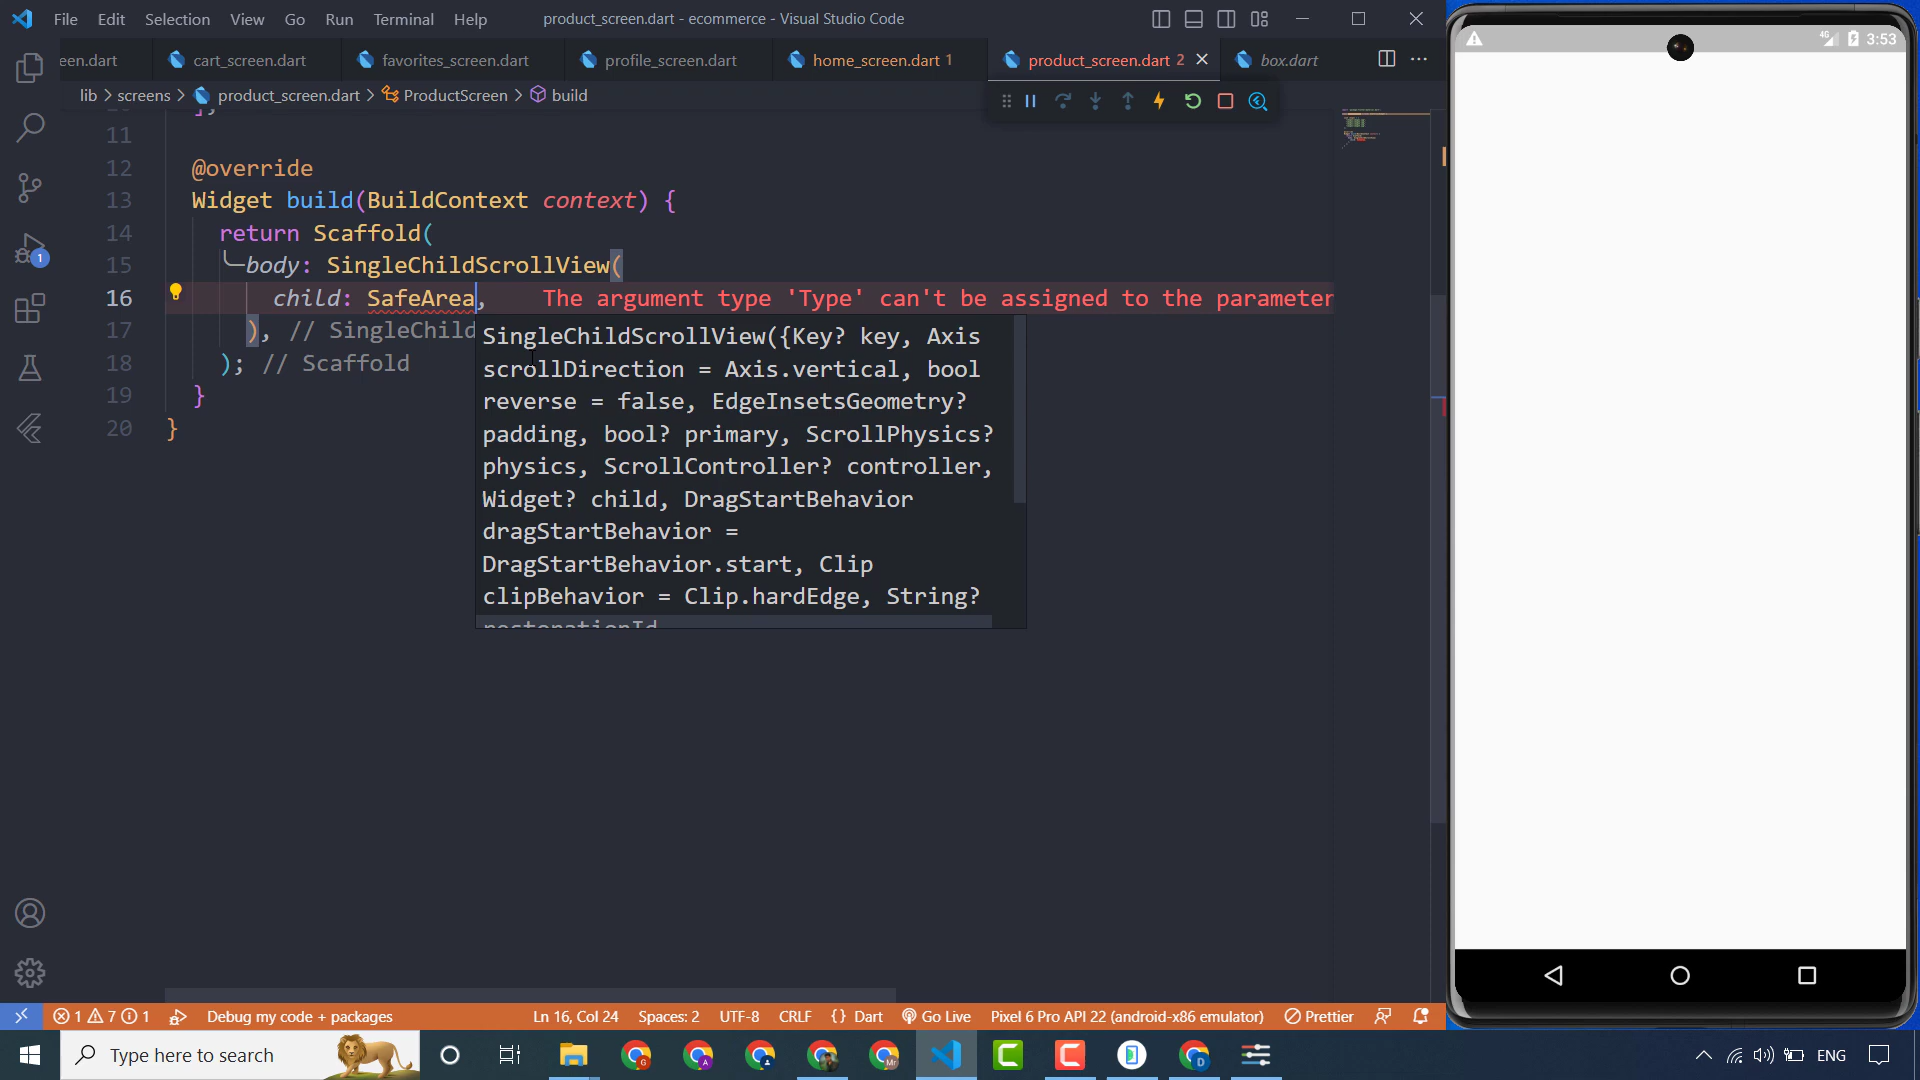 File Edit Selection View Go Run Terminal Help product_screen.dart - ecommerce - Visual Studio Code
een.dart cart_screen.dart favorites_screen.dart profile_screen.dart home_screen.dart 1 product_screen.dart 2 box.dart
lib > screens > product_screen.dart > ProductScreen > build
11
12 @override
13 Widget build(BuildContext context) {
14 return Scaffold(
15 body: SingleChildScrollView(
16 child: SafeArea, The argument type 'Type' can't be assigned to the parameter
17 ), // SingleChild
18 ); // Scaffold
19 }
20 }
SingleChildScrollView({Key? key, Axis
scrollDirection = Axis.vertical, bool
reverse = false, EdgeInsetsGeometry?
padding, bool? primary, ScrollPhysics?
physics, ScrollController? controller,
Widget? child, DragStartBehavior
dragStartBehavior =
DragStartBehavior.start, Clip
clipBehavior = Clip.hardEdge, String?
restorationId
1
4G 3:53
1 7 1 Debug my code + packages Ln 16, Col 24 Spaces: 2 UTF-8 CRLF {} Dart Go Live Pixel 6 Pro API 22 (android-x86 emulator) Prettier
Type here to search ENG